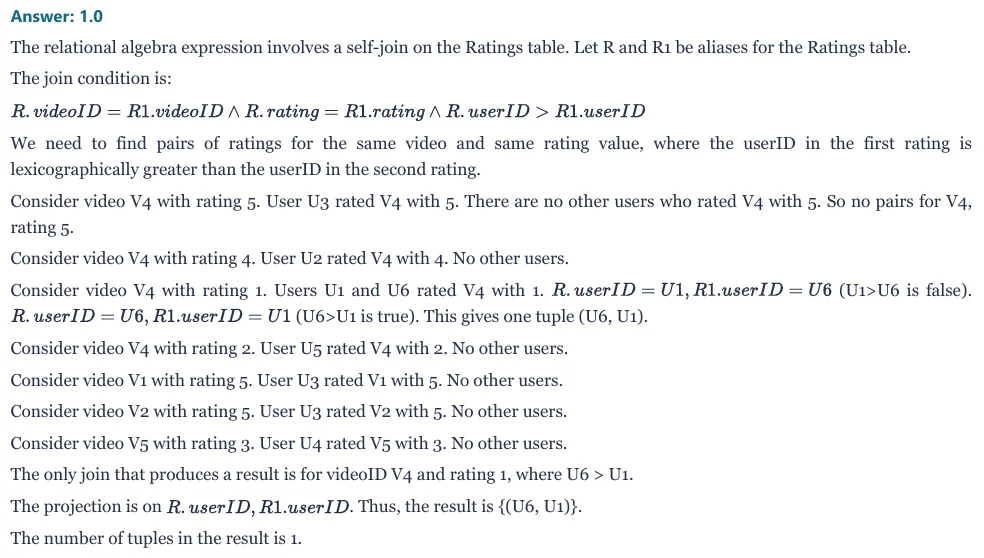 Answer: 1.0
The relational algebra expression involves a self-join on the Ratings table. Let R and R1 be aliases for the Ratings table.
The join condition is:
R.videoID = R1.videoID ∧ R.rating = R1.rating ∧ R.userID > R1.userID
We need to find pairs of ratings for the same video and same rating value, where the userID in the first rating is
lexicographically greater than the userID in the second rating.
Consider video V4 with rating 5. User U3 rated V4 with 5. There are no other users who rated V4 with 5. So no pairs for V4,
rating 5.
Consider video V4 with rating 4. User U2 rated V4 with 4. No other users.
Consider video V4 with rating 1. Users U1 and U6 rated V4 with 1. R.userID = U1, R1.userID = U6 (U1>U6 is false).
R.userID = U6, R1.userID = U1 (U6>U1 is true). This gives one tuple (U6, U1).
Consider video V4 with rating 2. User U5 rated V4 with 2. No other users.
Consider video V1 with rating 5. User U3 rated V1 with 5. No other users.
Consider video V2 with rating 5. User U3 rated V2 with 5. No other users.
Consider video V5 with rating 3. User U4 rated V5 with 3. No other users.
The only join that produces a result is for videoID V4 and rating 1, where U6 > U1.
The projection is on R.userID, R1.userID. Thus, the result is {(U6, U1)}.
The number of tuples in the result is 1.